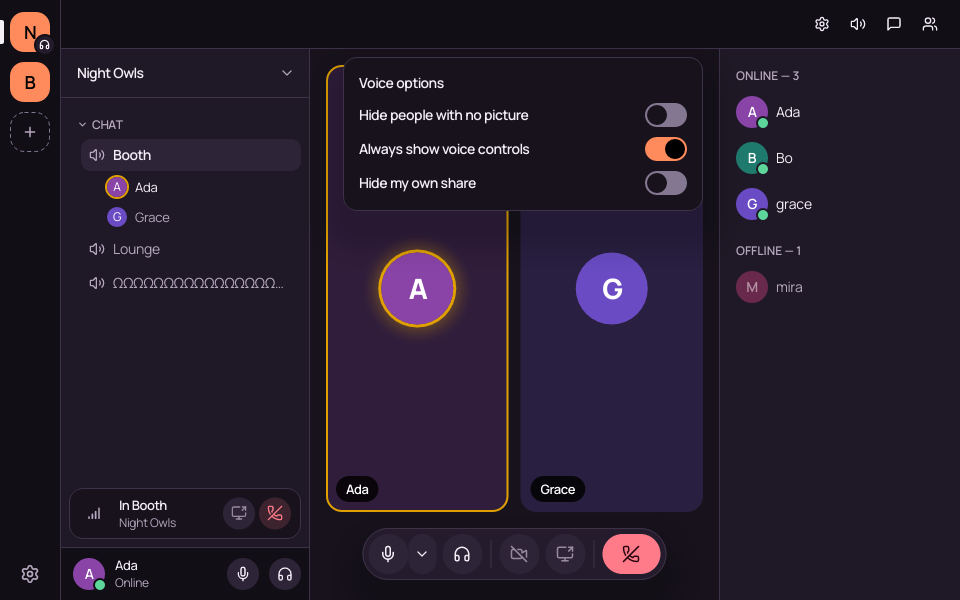 N
B
Night Owls
CHAT
Booth
A Ada
G Grace
Lounge
ΩΩΩΩΩΩΩΩΩΩΩΩΩΩΩ...
In Booth
Night Owls
A
Ada
Online
Voice options
Hide people with no picture
Always show voice controls
Hide my own share
A
G
Ada
Grace
ONLINE — 3
A Ada
B Bo
G grace
OFFLINE — 1
M mira